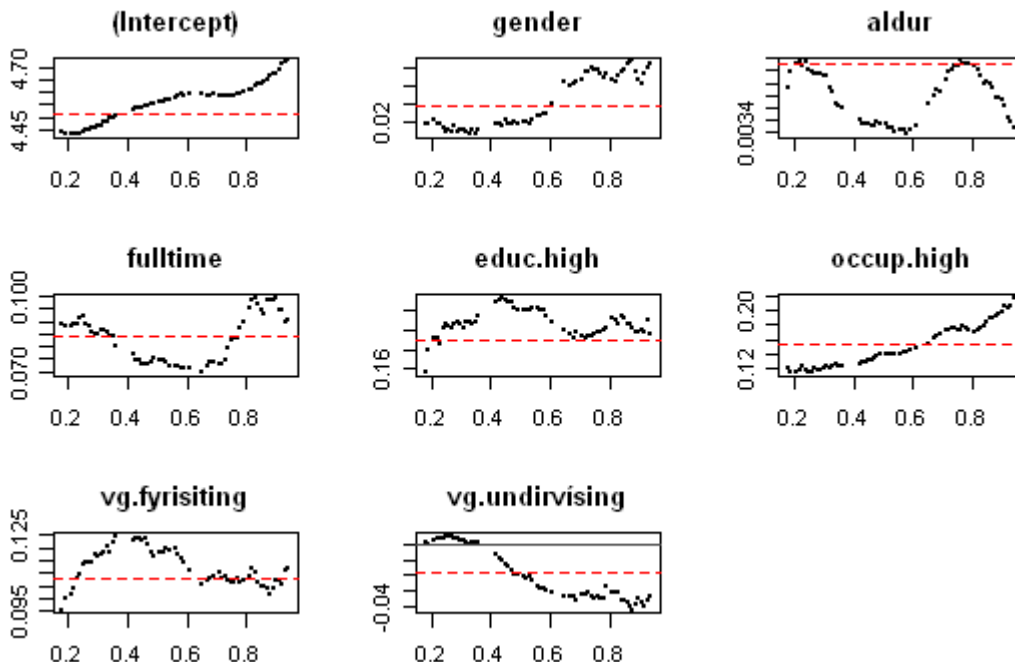 (Intercept) gender aldur
4.70
4.45
0.02
0.0034
0.2 0.4 0.6 0.8 0.2 0.4 0.6 0.8 0.2 0.4 0.6 0.8
fulltime educ.high occup.high
0.100
0.070
0.16
0.20
0.12
0.2 0.4 0.6 0.8 0.2 0.4 0.6 0.8 0.2 0.4 0.6 0.8
vg.fyrisiting vg.undirvísing
0.125
0.095
-0.04
0.2 0.4 0.6 0.8 0.2 0.4 0.6 0.8